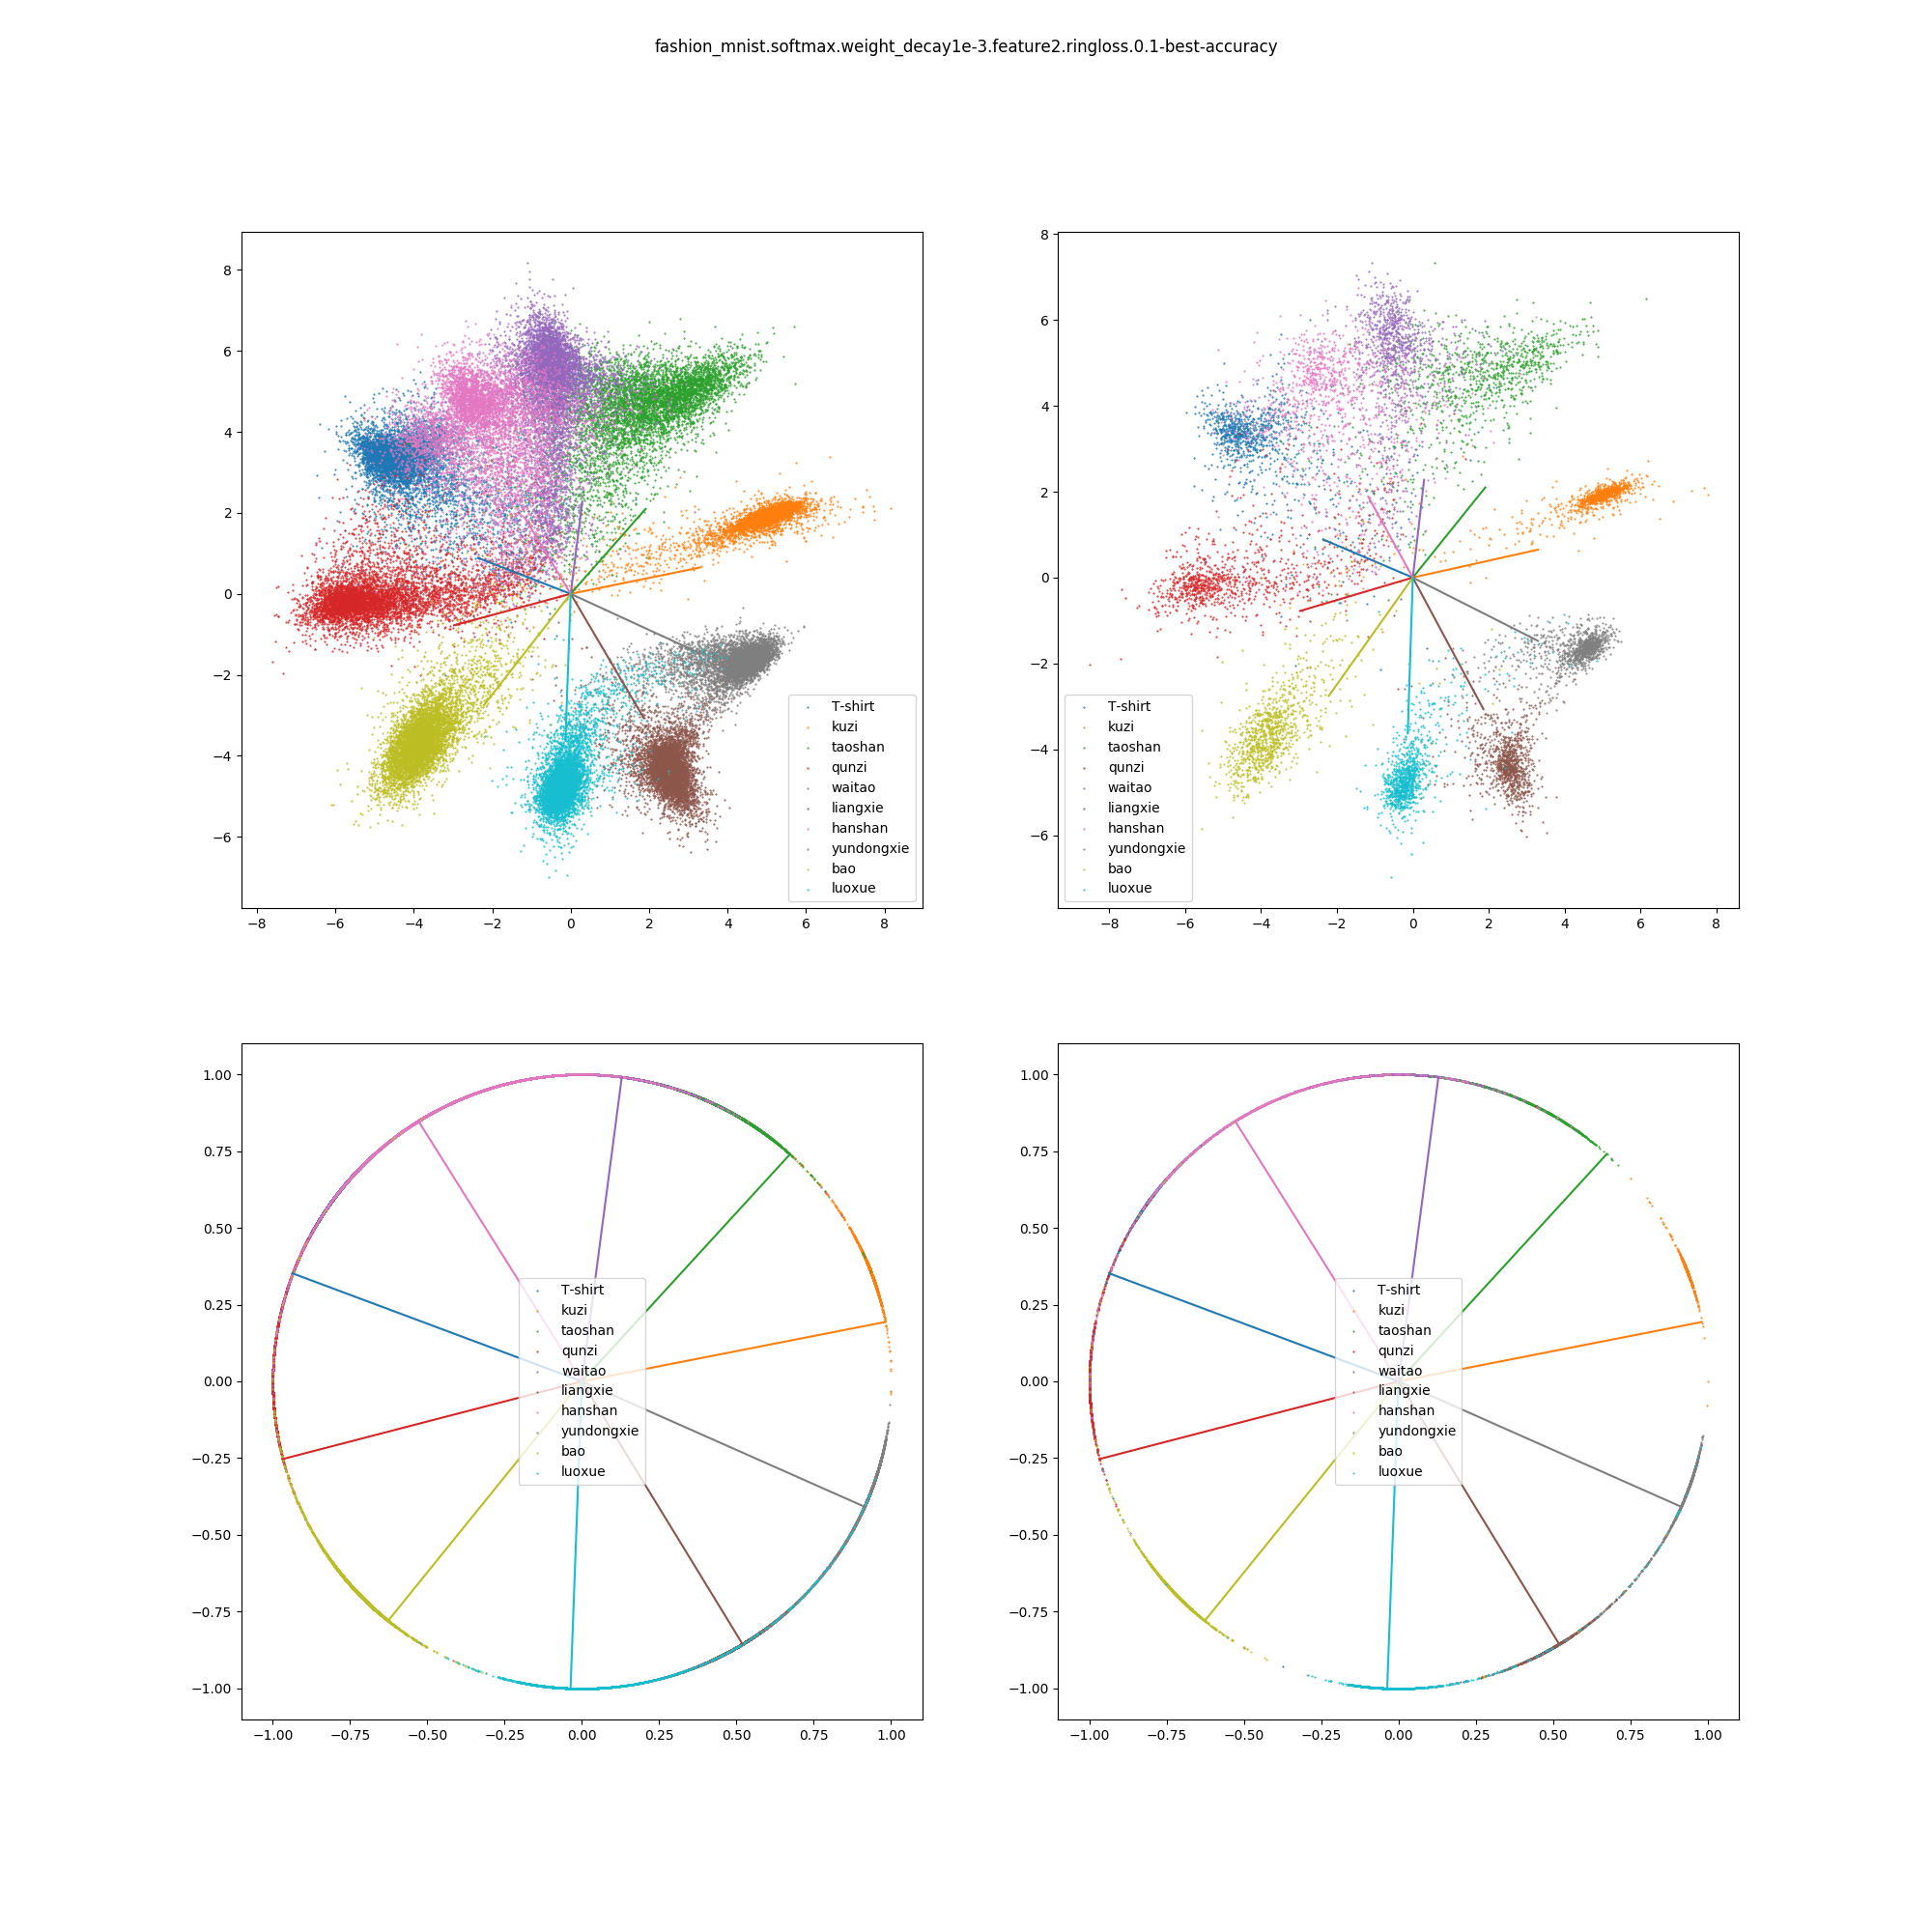 fashion_mnist.softmax.weight_decay1e-3.feature2.ringloss.0.1-best-accuracy
8
6
4
2
0
−2
−4
−6
−8 −6 −4 −2 0 2 4 6 8
T-shirt
kuzi
taoshan
qunzi
waitao
liangxie
hanshan
yundongxie
bao
luoxue
8
6
4
2
0
−2
−4
−6
−8 −6 −4 −2 0 2 4 6 8
T-shirt
kuzi
taoshan
qunzi
waitao
liangxie
hanshan
yundongxie
bao
luoxue
1.00
0.75
0.50
0.25
0.00
−0.25
−0.50
−0.75
−1.00
−1.00 −0.75 −0.50 −0.25 0.00 0.25 0.50 0.75 1.00
T-shirt
kuzi
taoshan
qunzi
waitao
liangxie
hanshan
yundongxie
bao
luoxue
1.00
0.75
0.50
0.25
0.00
−0.25
−0.50
−0.75
−1.00
−1.00 −0.75 −0.50 −0.25 0.00 0.25 0.50 0.75 1.00
T-shirt
kuzi
taoshan
qunzi
waitao
liangxie
hanshan
yundongxie
bao
luoxue